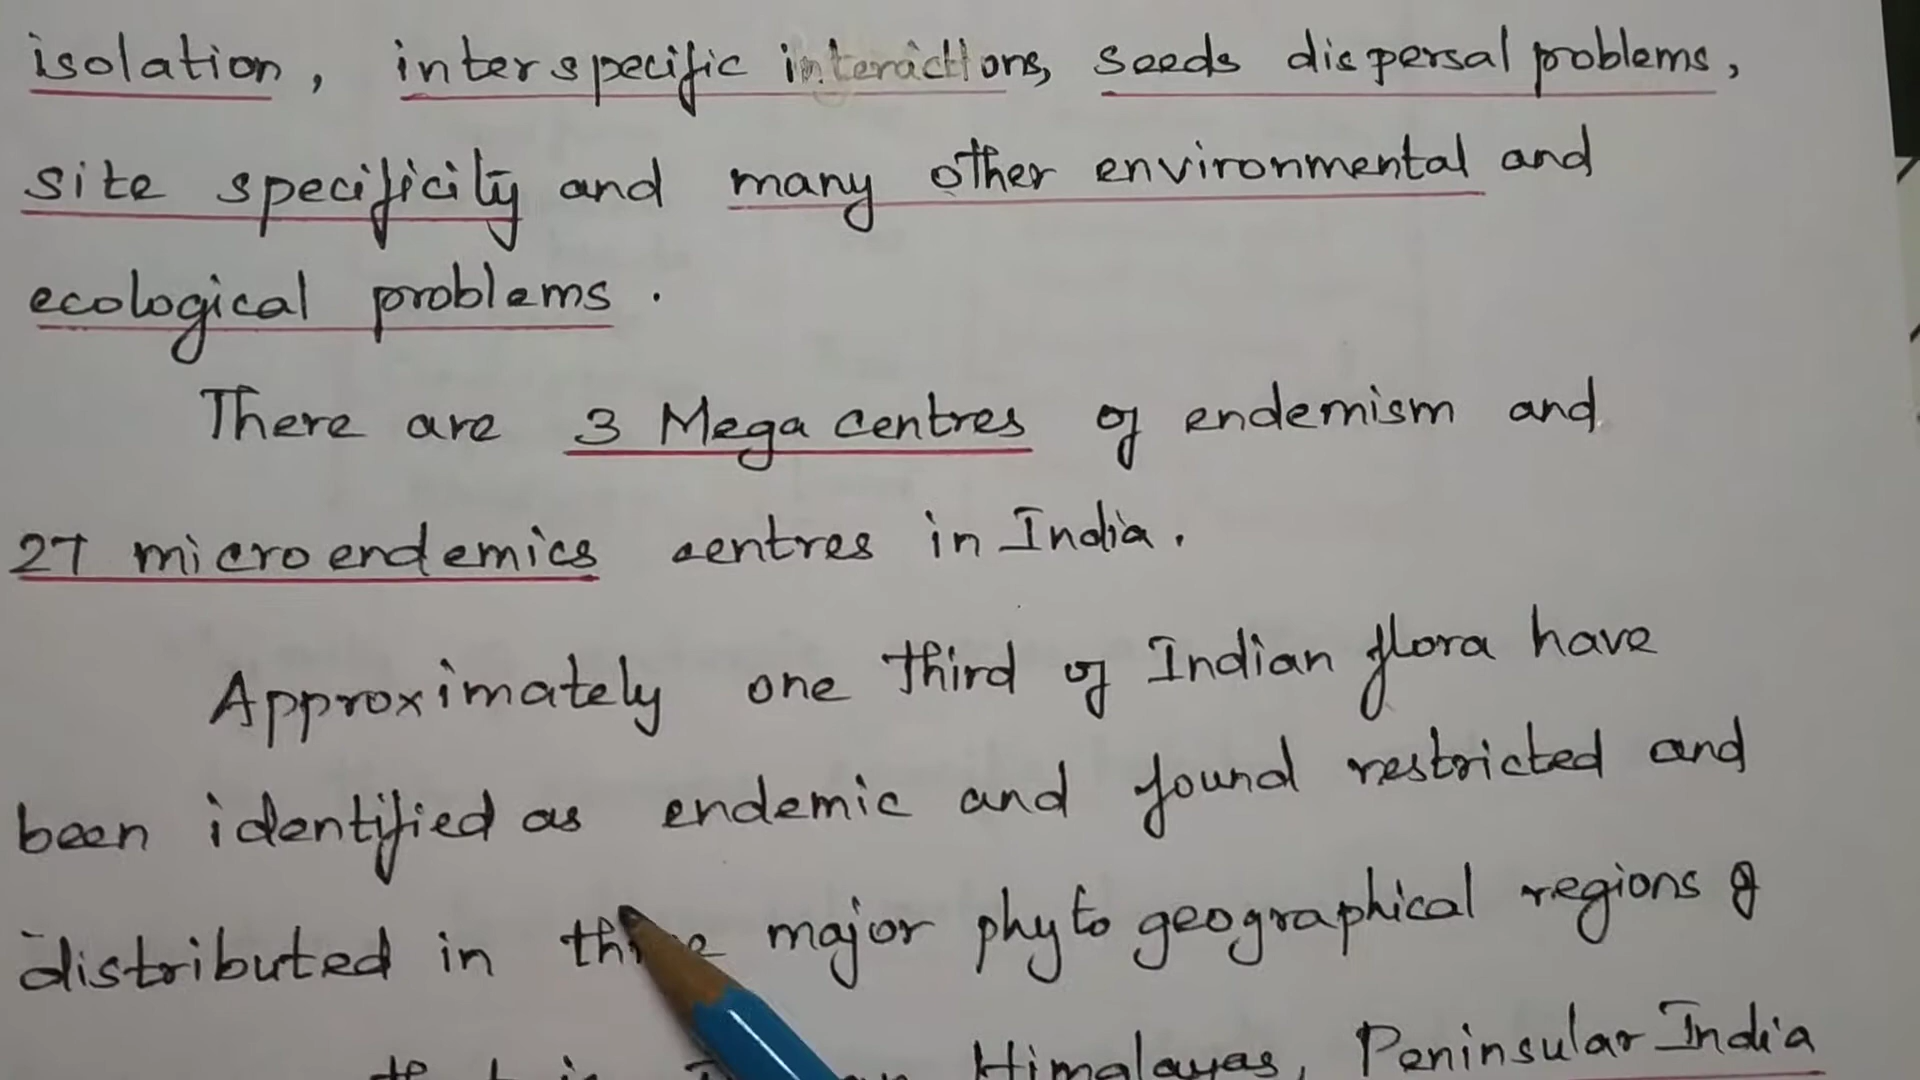 isolation, interspecific interactions, seeds dispersal problems,
site specificity and many other environmental and
ecological problems.
There are 3 Mega centres of endemism and
27 microendemics centres in India.
Approximately one third of Indian flora have
been identified as endemic and found restricted and
distributed in major phytogeographical regions of
Himalayas, Peninsular India